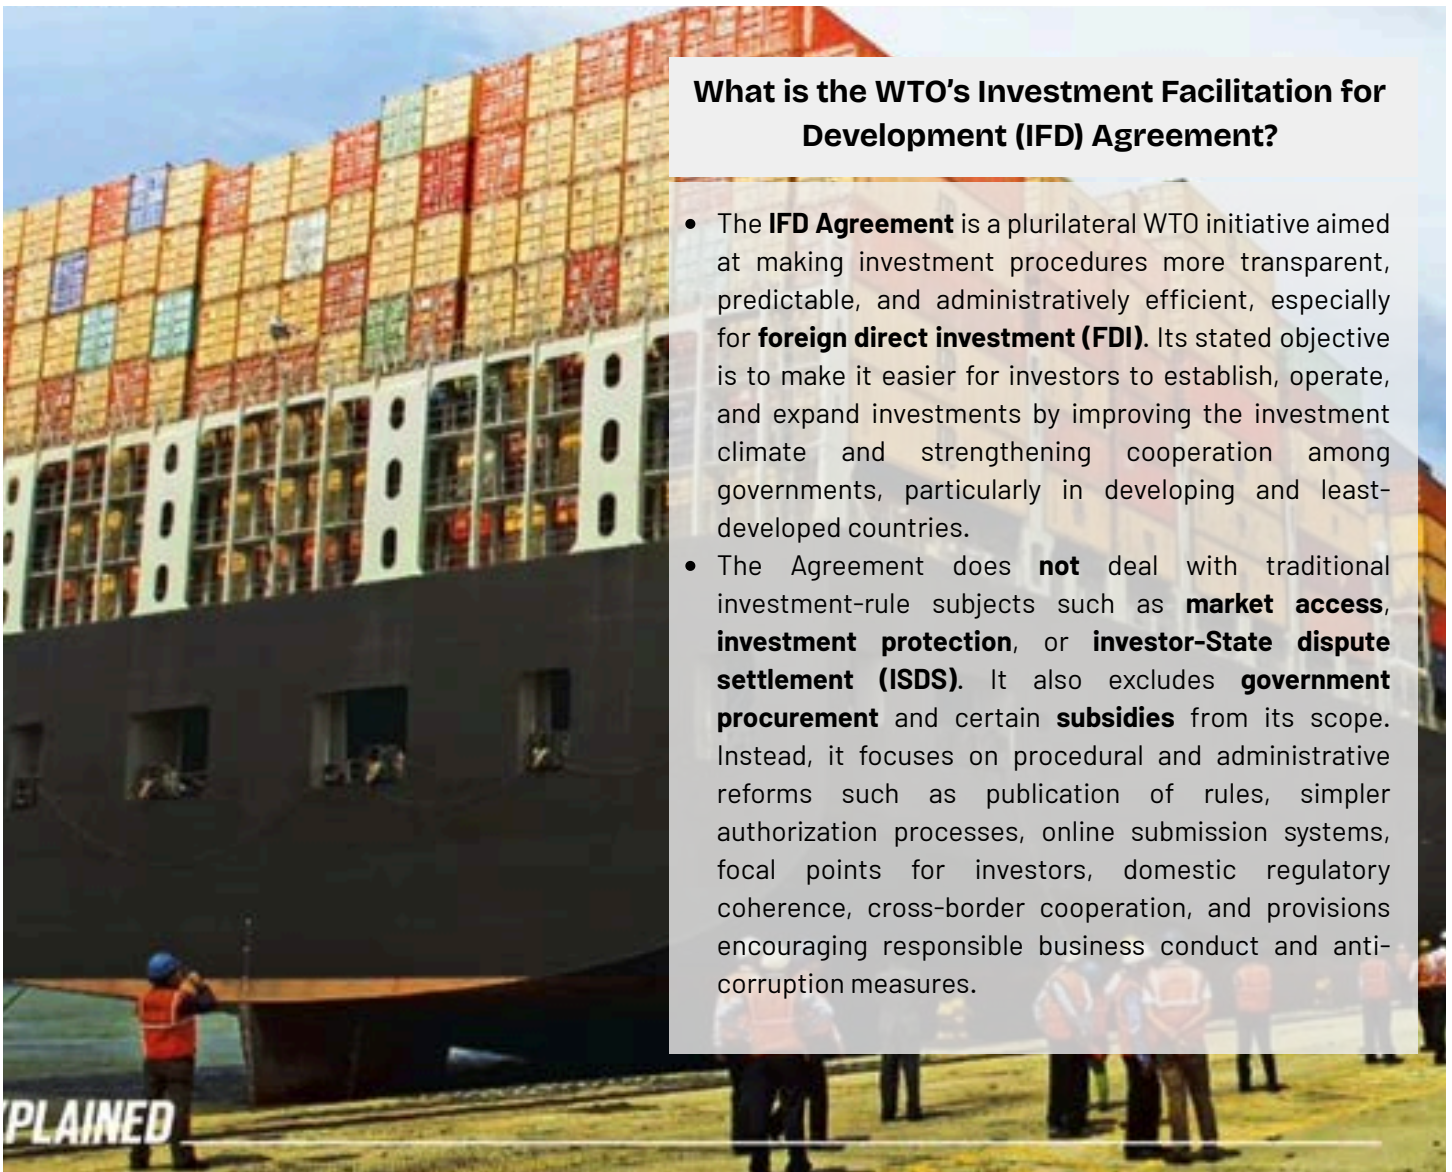 What is the WTO's Investment Facilitation for
Development (IFD) Agreement?
• The IFD Agreement is a plurilateral WTO initiative aimed
at making investment procedures more transparent,
predictable, and administratively efficient, especially
for foreign direct investment (FDI). Its stated objective
is to make it easier for investors to establish, operate,
and expand investments by improving the investment
climate and strengthening cooperation among
governments, particularly in developing and least-
developed countries.
• The Agreement does not deal with traditional
investment-rule subjects such as market access,
investment protection, or investor-State dispute
settlement (ISDS). It also excludes government
procurement and certain subsidies from its scope.
Instead, it focuses on procedural and administrative
reforms such as publication of rules, simpler
authorization processes, online submission systems,
focal points for investors, domestic regulatory
coherence, cross-border cooperation, and provisions
encouraging responsible business conduct and anti-
corruption measures.
PLAINED